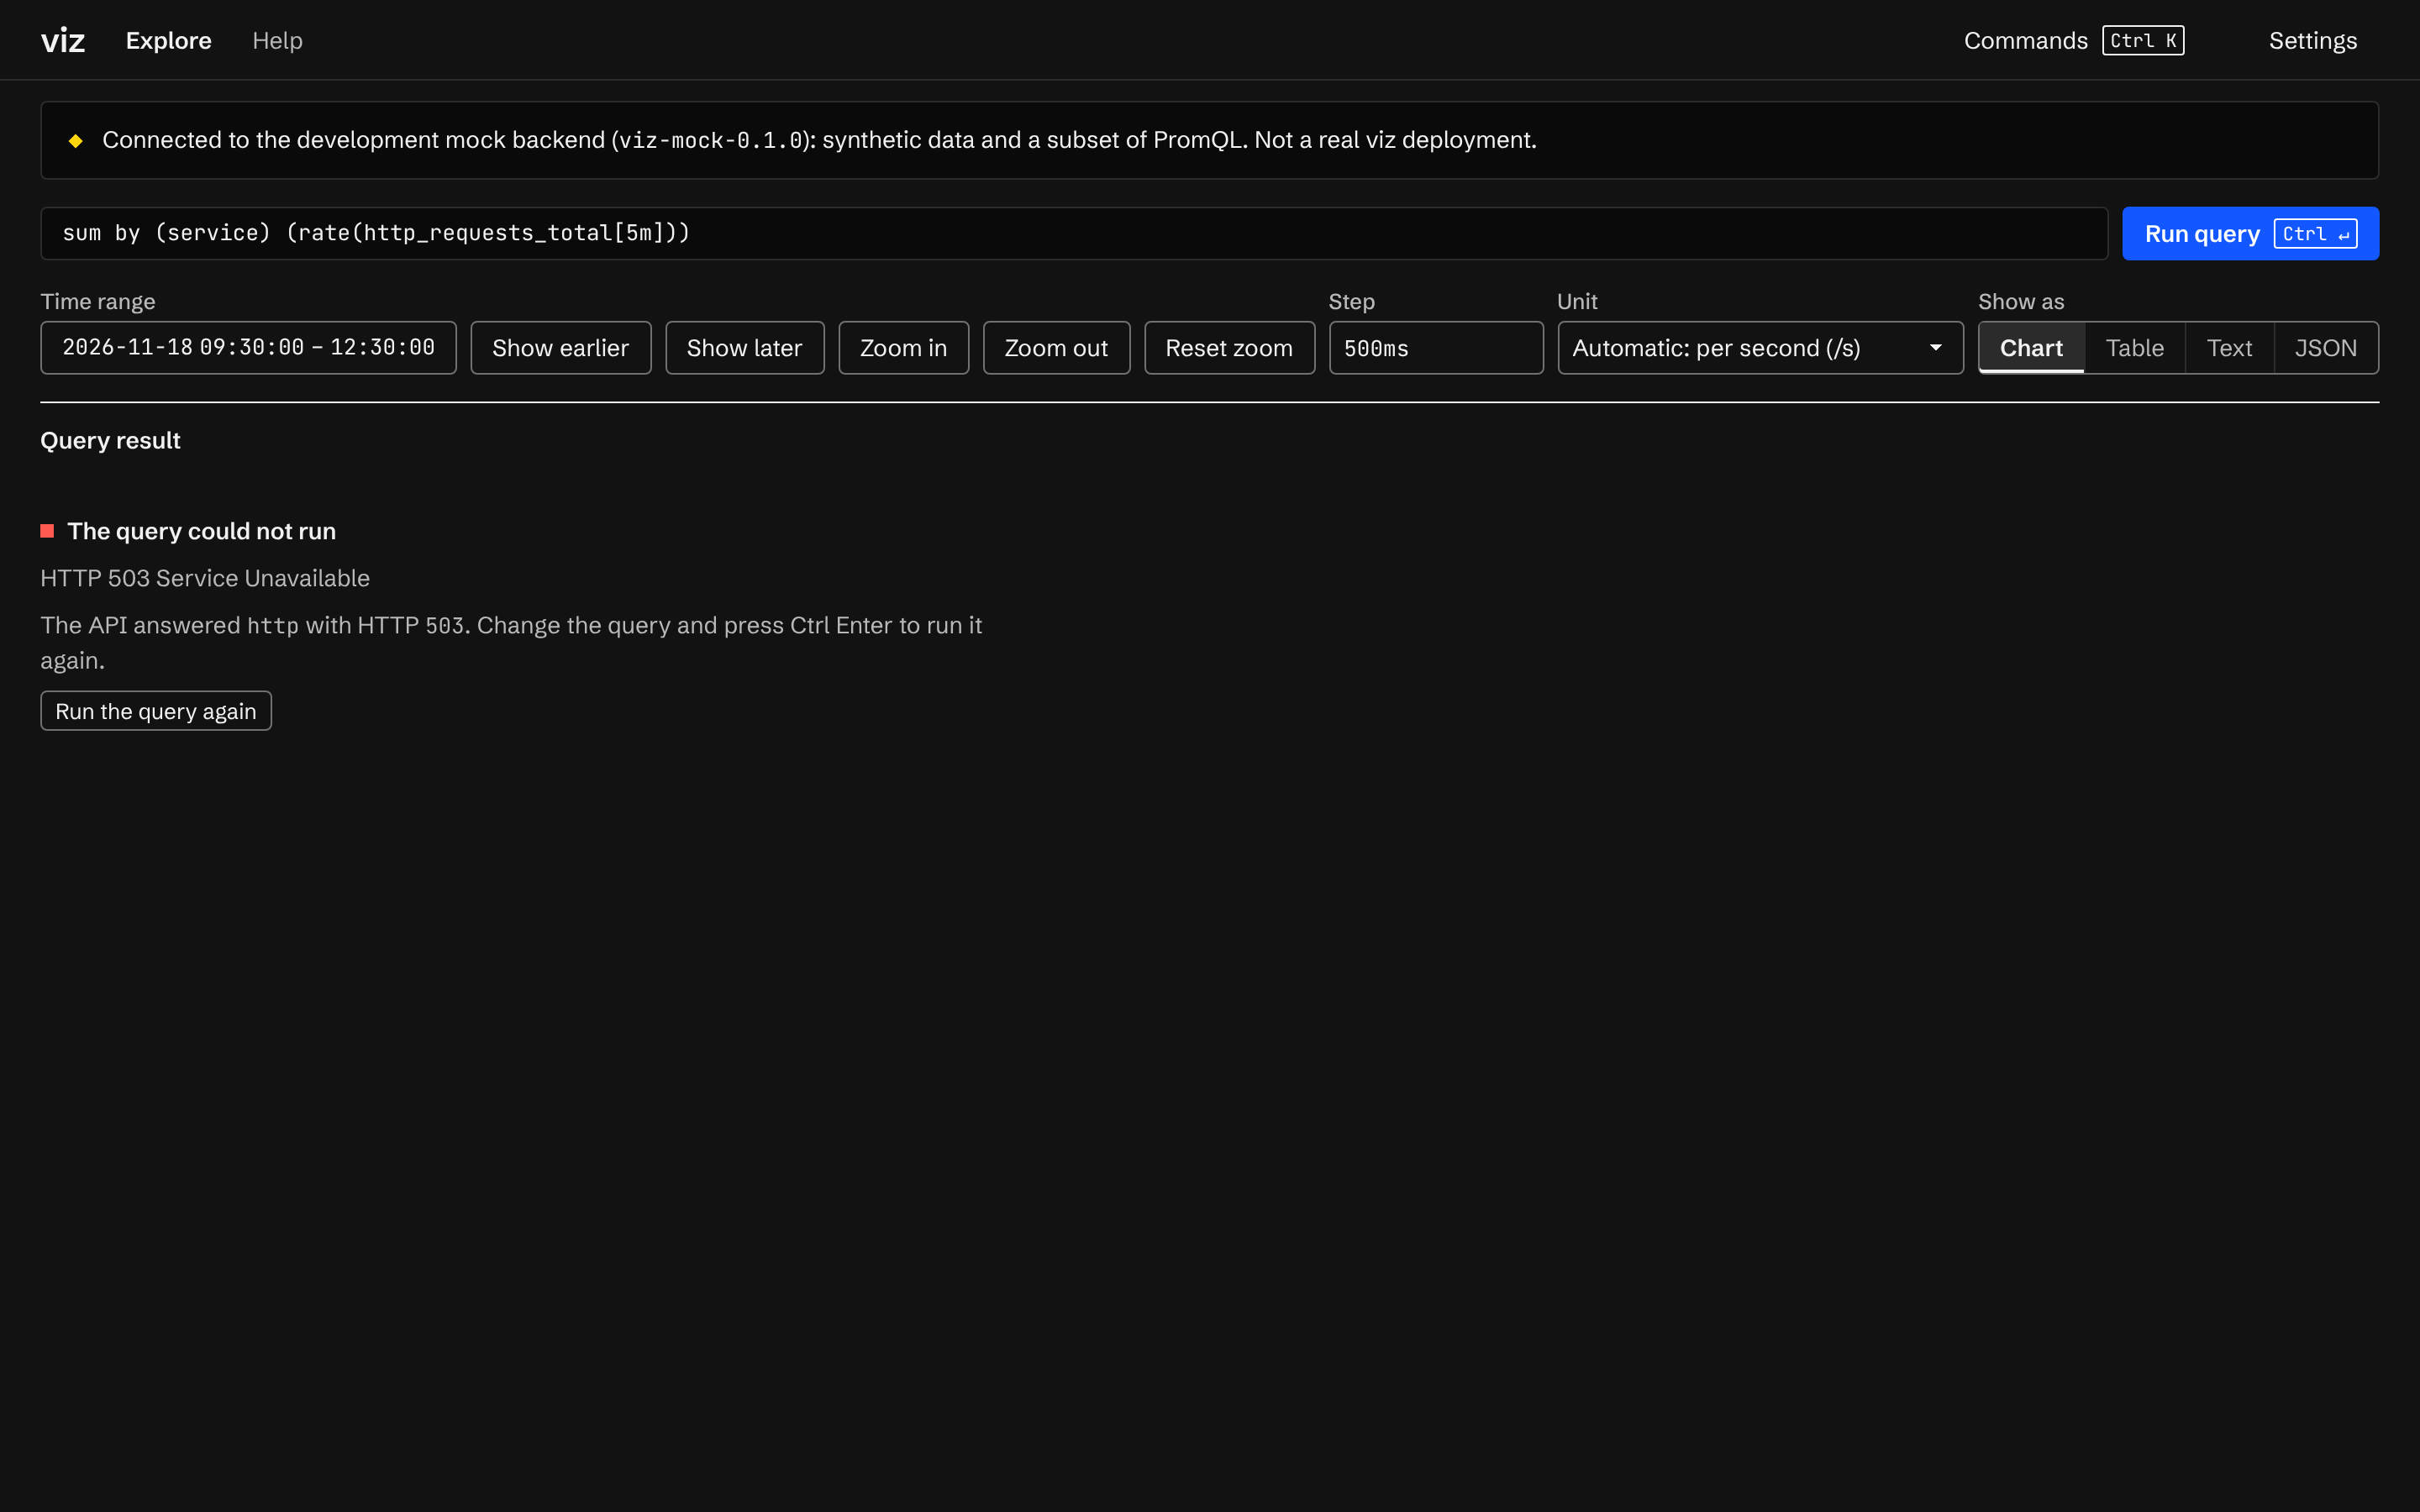 viz Explore Help Commands Ctrl K Settings
Connected to the development mock backend (viz-mock-0.1.0): synthetic data and a subset of PromQL. Not a real viz deployment.
sum by (service) (rate(http_requests_total[5m])) Run query Ctrl ↵
Time range Step Unit Show as
2026-11-18 09:30:00 – 12:30:00 Show earlier Show later Zoom in Zoom out Reset zoom 500ms Automatic: per second (/s) Chart Table Text JSON
Query result
The query could not run
HTTP 503 Service Unavailable
The API answered http with HTTP 503. Change the query and press Ctrl Enter to run it
again.
Run the query again